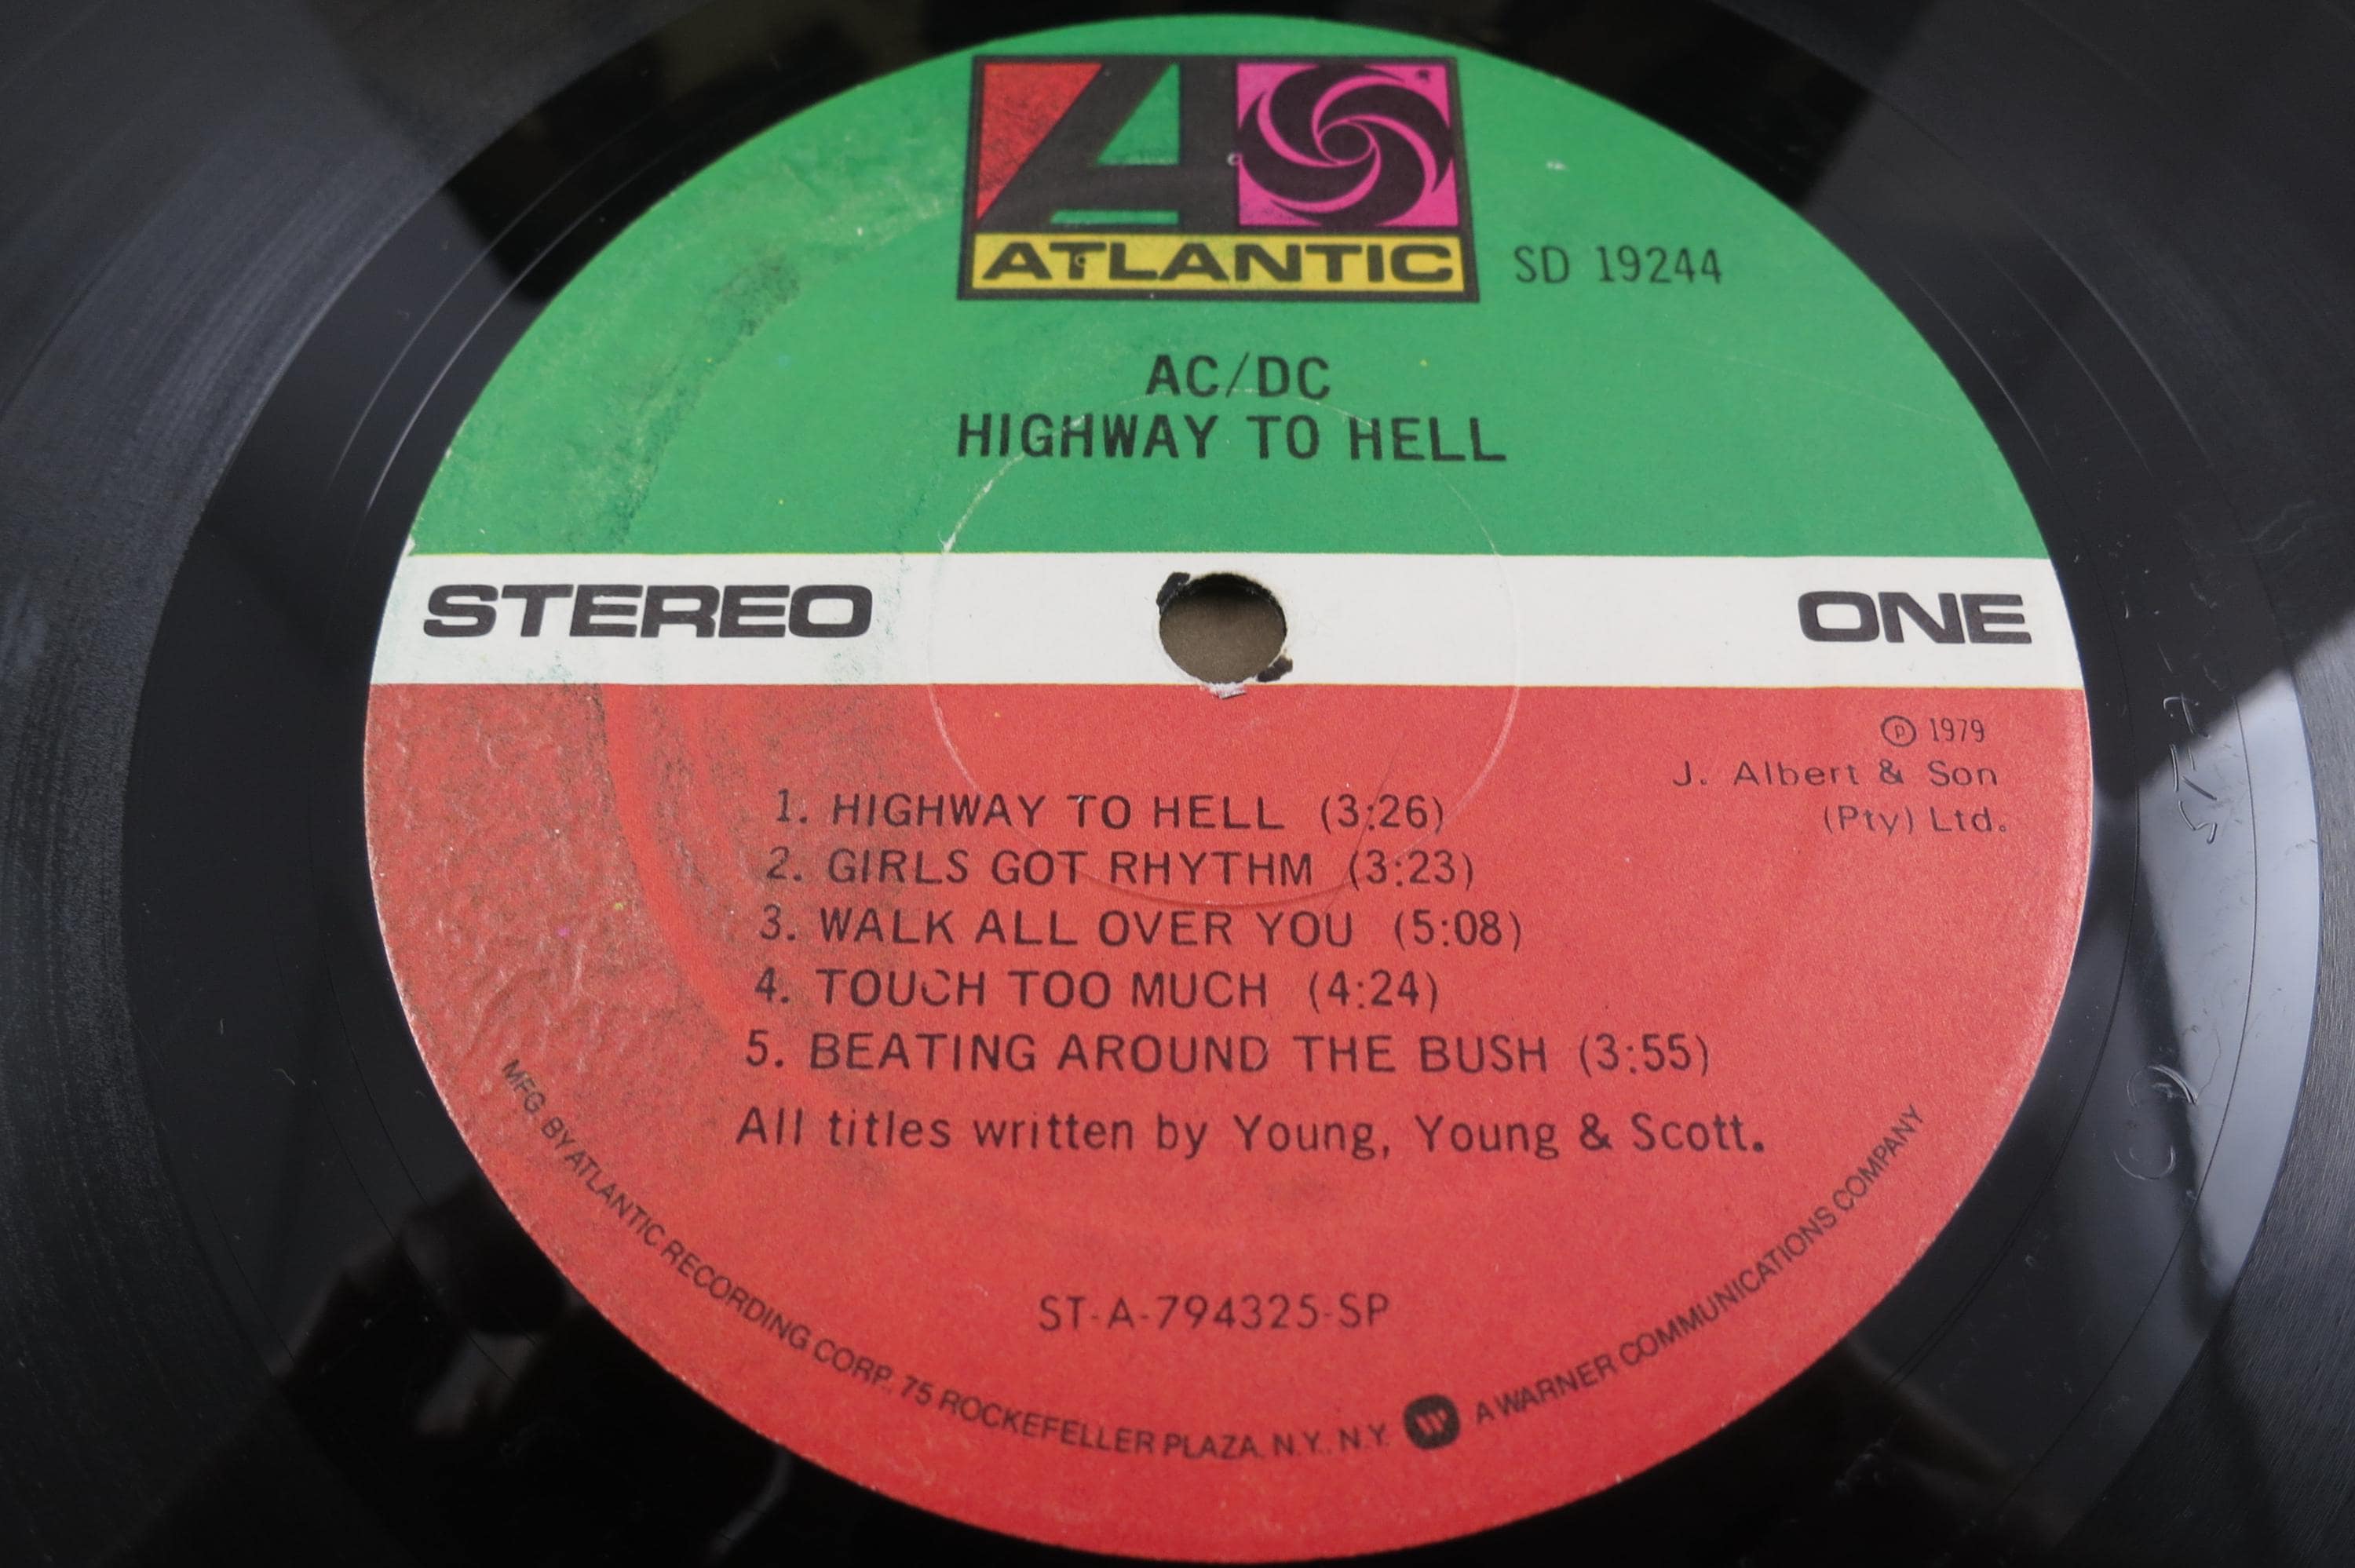 ATLANTIC
SD 19244
AC/DC
HIGHWAY TO HELL
STEREO
ONE
Ⓟ 1979
J. Albert & Son
(Pty) Ltd.
1. HIGHWAY TO HELL (3:26)
2. GIRLS GOT RHYTHM (3:23)
3. WALK ALL OVER YOU (5:08)
4. TOUCH TOO MUCH (4:24)
5. BEATING AROUND THE BUSH (3:55)
All titles written by Young, Young & Scott.
ST-A-794325-SP
MFG. BY ATLANTIC RECORDING CORP. 75 ROCKEFELLER PLAZA. N.Y. N.Y. A WARNER COMMUNICATIONS COMPANY